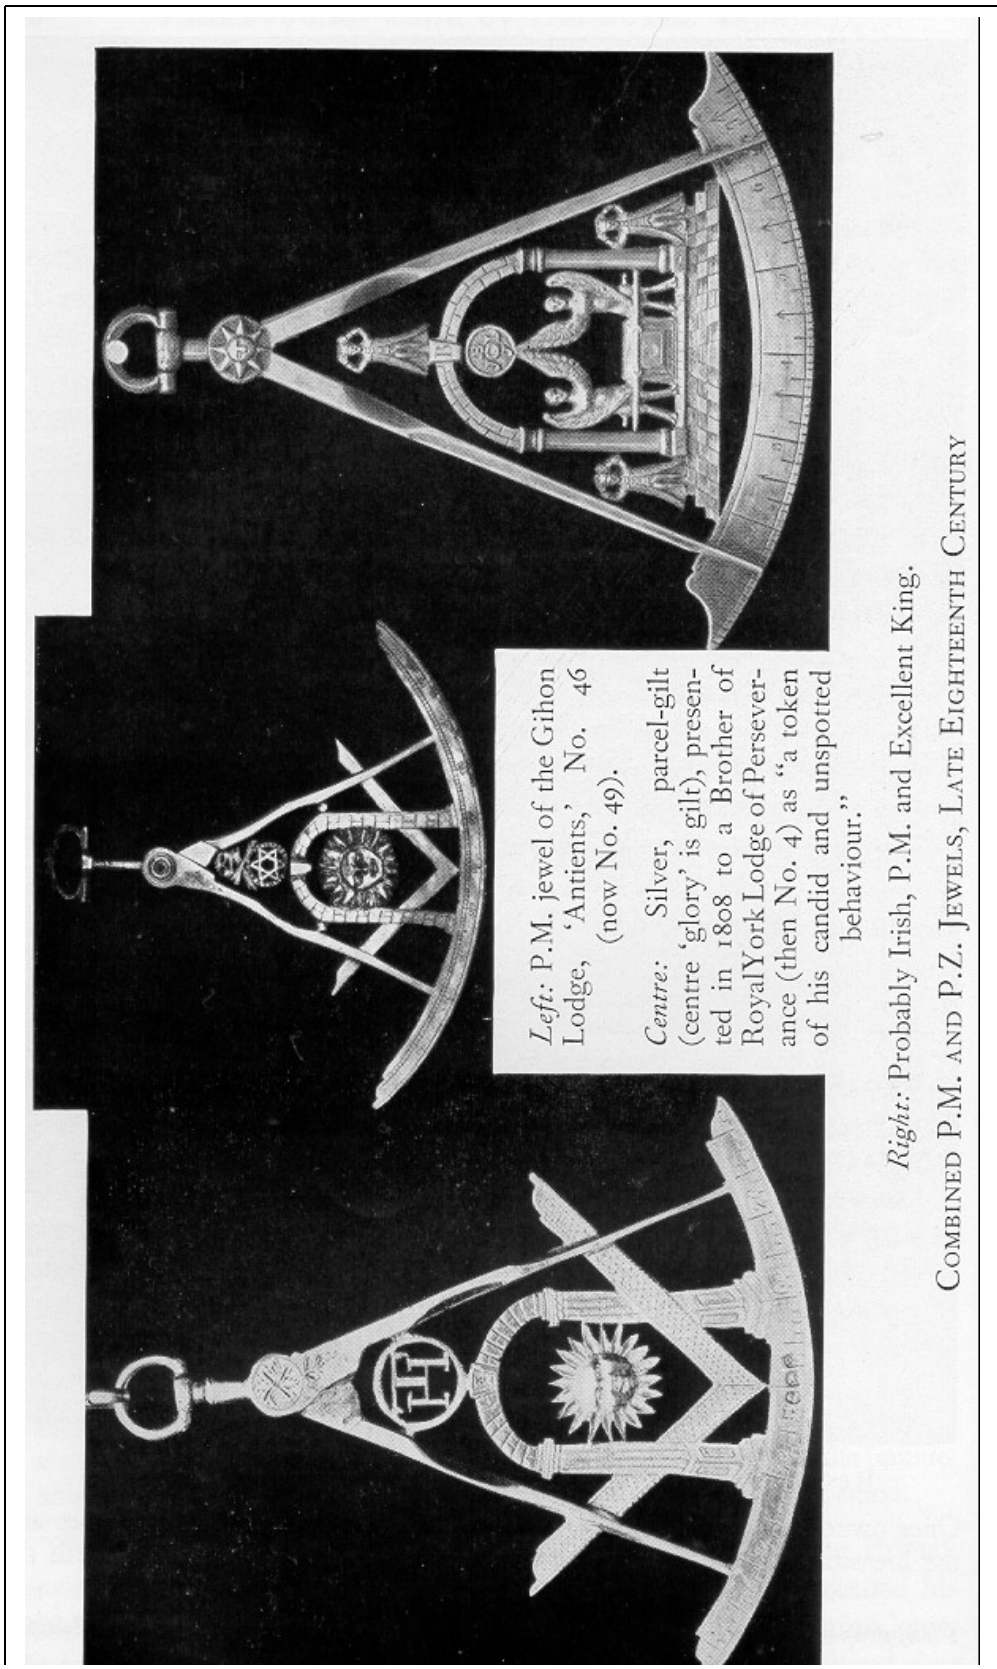 Left: P.M. jewel of the Gihon
Lodge, ‘Antients,’ No. 46
(now No. 49).
Centre: Silver, parcel-gilt
(centre ‘glory’ is gilt), presen-
ted in 1808 to a Brother of
Royal York Lodge of Persever-
ance (then No. 4) as “a token
of his candid and unspotted
behaviour.”
Right: Probably Irish, P.M. and Excellent King.
COMBINED P.M. AND P.Z. JEWELS, LATE EIGHTEENTH CENTURY